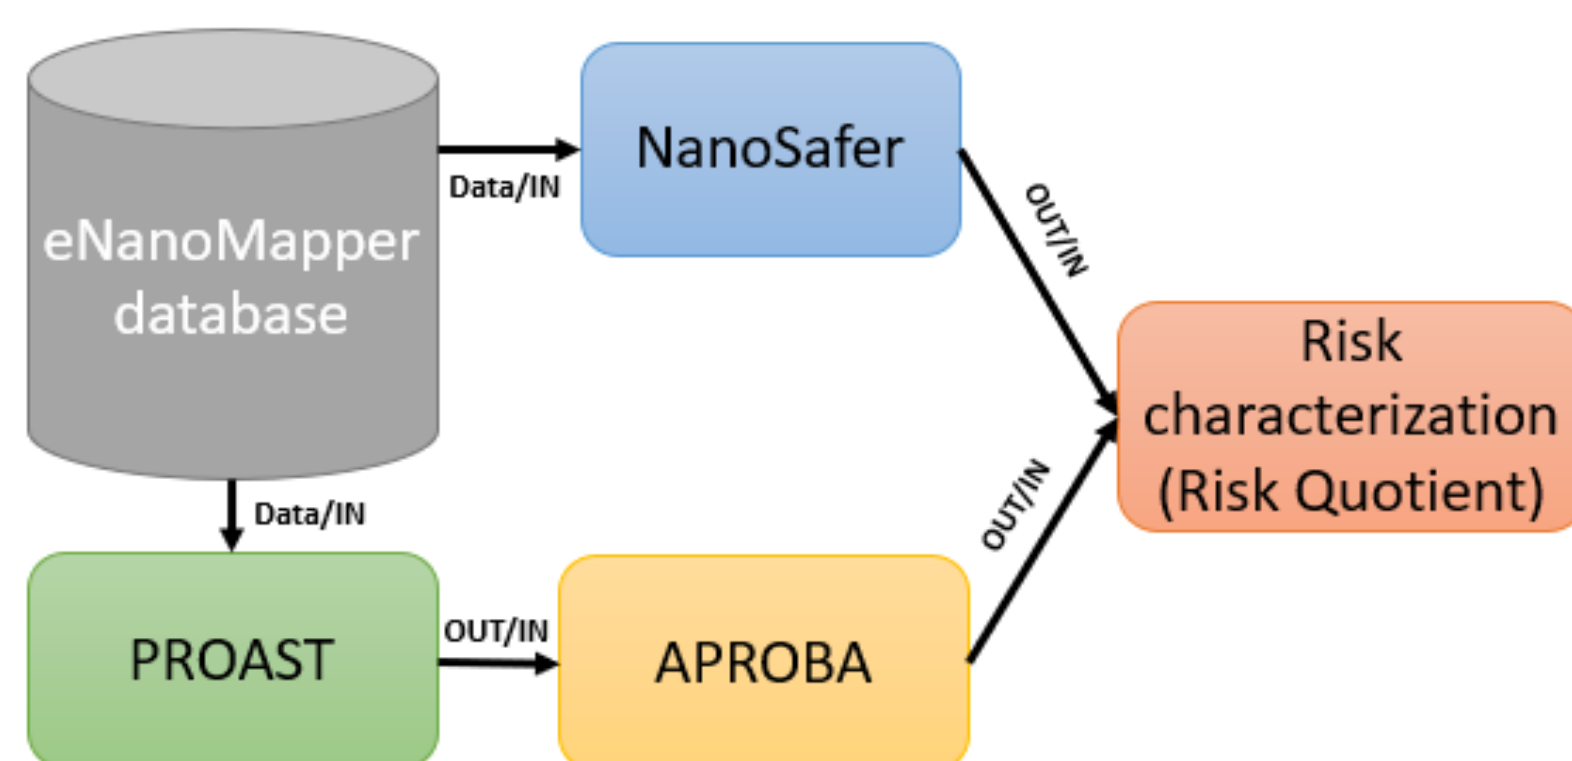 eNanoMapper
database
Data/IN
NanoSafer
OUT/IN
Data/IN
PROAST
OUT/IN
APROBA
OUT/IN
Risk
characterization
(Risk Quotient)